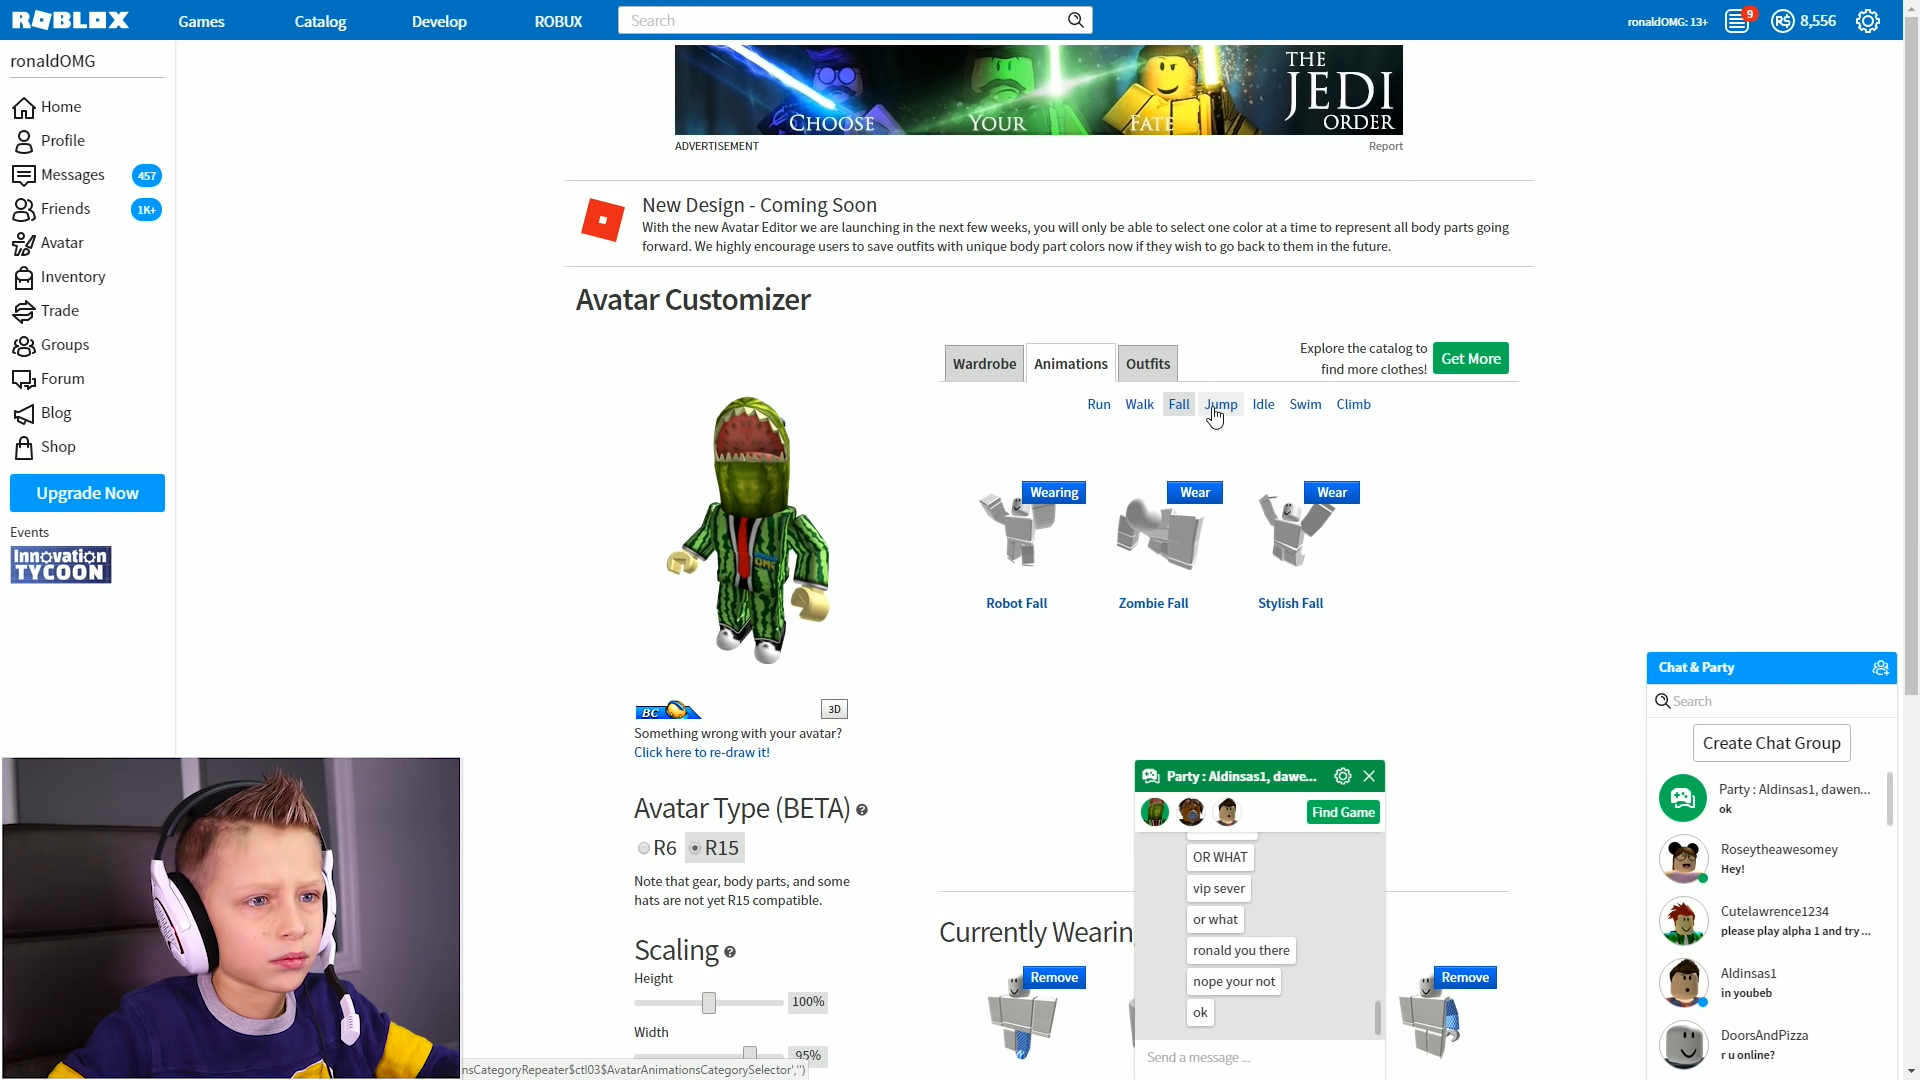 ROBLOX
Games
Catalog
Develop
ROBUX
Search
ronaldOMG: 13+
9
R$
8,556
ronaldOMG
Home
Profile
Messages
457
Friends
1K+
Avatar
Inventory
Trade
Groups
Forum
Blog
Shop
Upgrade Now
Events
Innovation
TYCOON
CHOOSE YOUR FATE
THE
JEDI
ORDER
ADVERTISEMENT
Report
New Design - Coming Soon
With the new Avatar Editor we are launching in the next few weeks, you will only be able to select one color at a time to represent all body parts going
forward. We highly encourage users to save outfits with unique body part colors now if they wish to go back to them in the future.
Avatar Customizer
Wardrobe
Animations
Outfits
Explore the catalog to
find more clothes!
Get More
Run
Walk
Fall
Jump
Idle
Swim
Climb
Wearing
Wear
Wear
Robot Fall
Zombie Fall
Stylish Fall
OMG
BC
3D
Something wrong with your avatar?
Click here to re-draw it!
Avatar Type (BETA)
R6
R15
Note that gear, body parts, and some
hats are not yet R15 compatible.
Scaling
Height
100%
Width
95%
Currently Wearin
Remove
Remove
Party : Aldinsas1, dawe...
Find Game
OR WHAT
vip sever
or what
ronald you there
nope your not
ok
Send a message ...
Chat & Party
Search
Create Chat Group
Party : Aldinsas1, dawen...
ok
Roseytheawesomey
Hey!
Cutelawrence1234
please play alpha 1 and try ...
Aldinsas1
in youbeb
DoorsAndPizza
r u online?
nsCategoryRepeater$ctl03$AvatarAnimationsCategorySelector','')